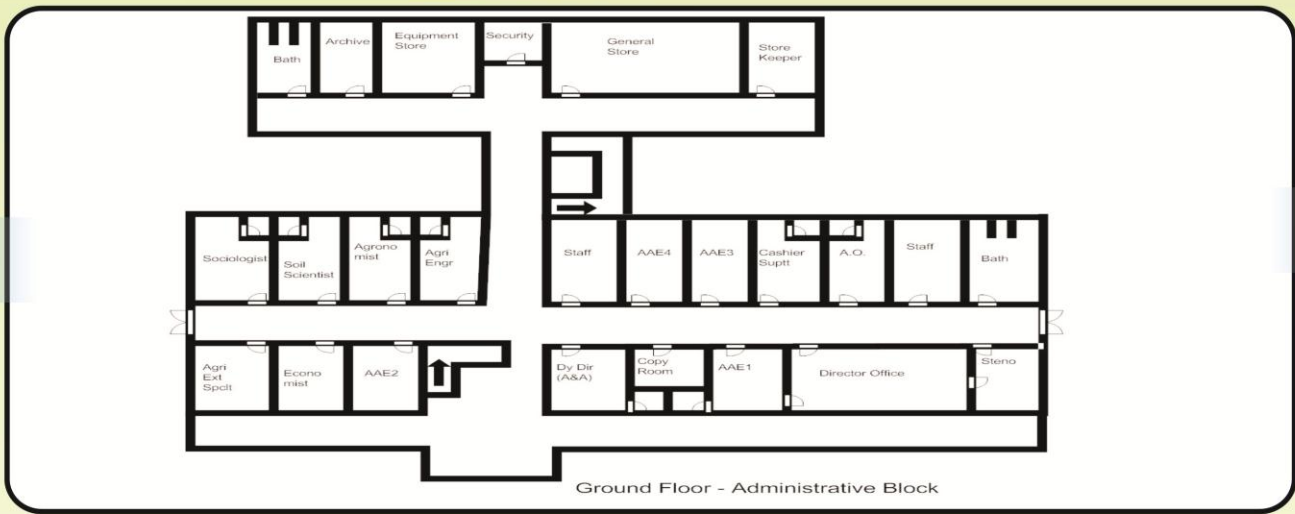 Bath
Archive
Equipment
Store
Security
General
Store
Store
Keeper
Sociologist
Soil
Scientist
Agrono
mist
Agri
Engr
Staff
AAE4
AAE3
Cashier
Suptt
A.O.
Staff
Bath
Agri
Ext
Spclt
Econo
mist
AAE2
Dy Dir
(A&A)
Copy
Room
AAE1
Director Office
Steno
Ground Floor - Administrative Block